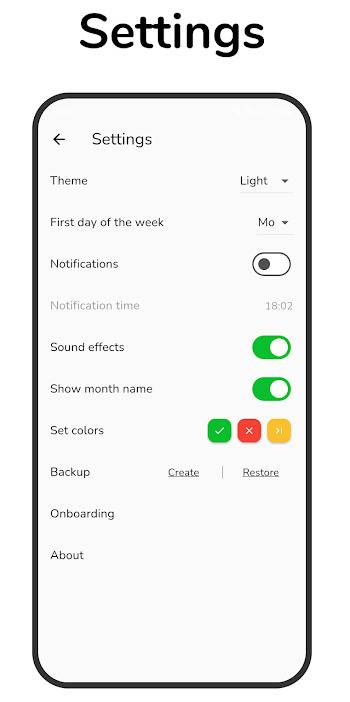 Settings
Settings
Theme Light
First day of the week Mo
Notifications
Notification time 18:02
Sound effects
Show month name
Set colors
Backup Create Restore
Onboarding
About